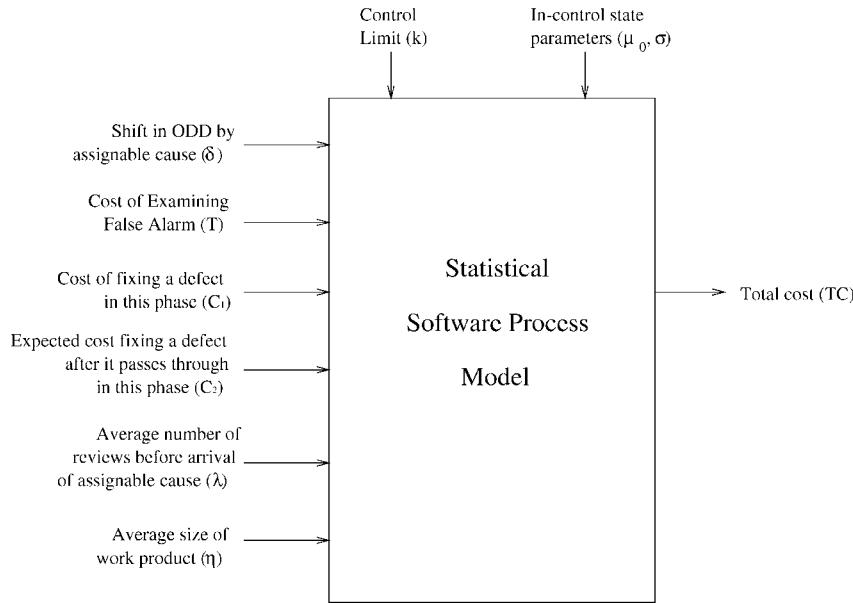 Control
Limit (k)
In-control state
parameters (μ0, σ)
Shift in ODD by
assignable cause (δ)
Cost of Examining
False Alarm (T)
Cost of fixing a defect
in this phase (C1)
Expected cost fixing a defect
after it passes through
in this phase (C2)
Average number of
reviews before arrival
of assignable cause (λ)
Average size of
work product (η)
Statistical
Software Process
Model
Total cost (TC)